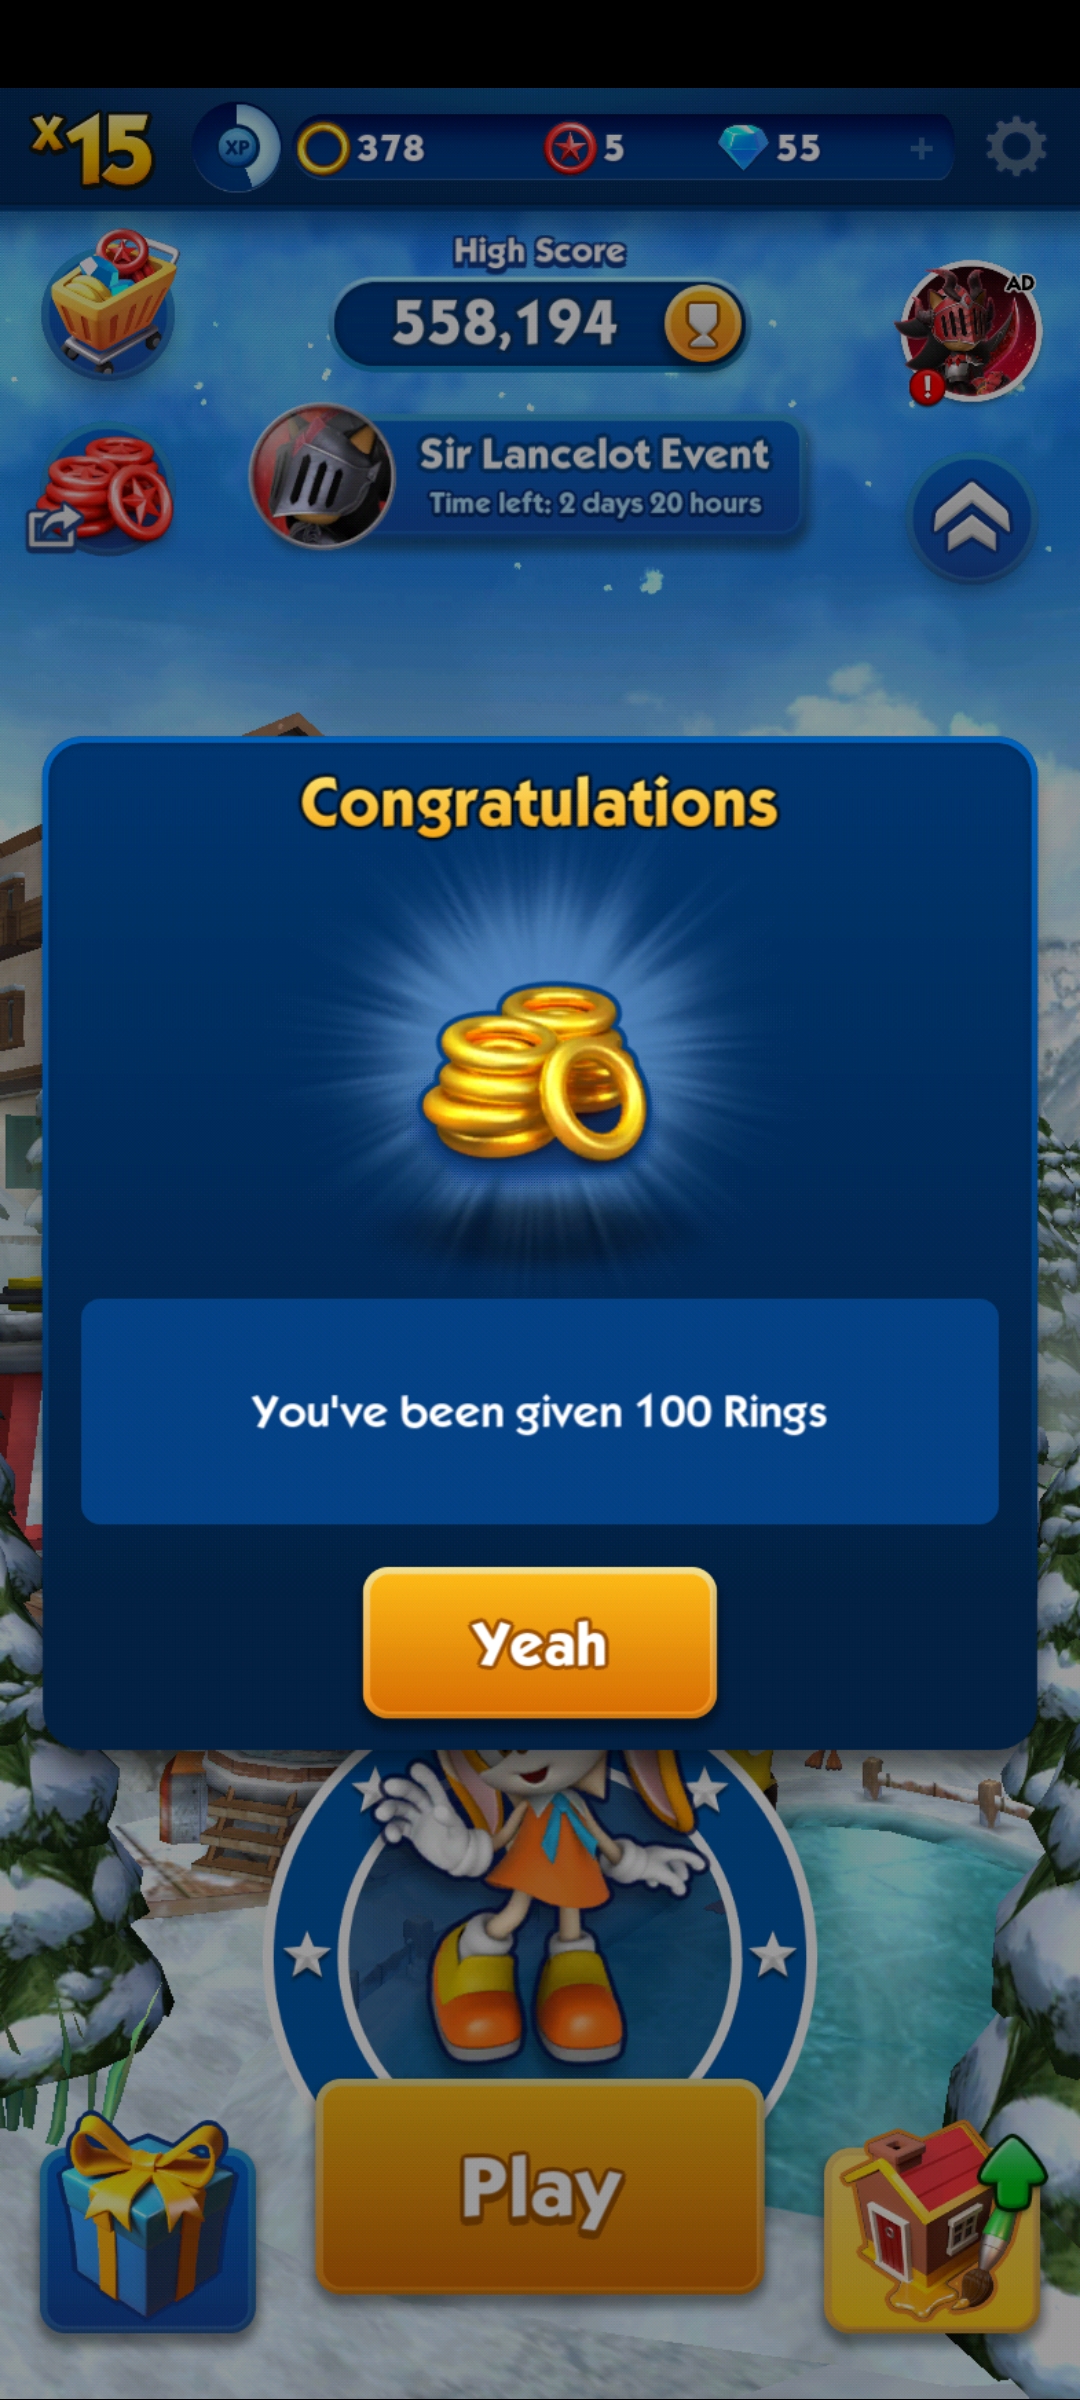 x15
XP
378
5
55
+
High Score
558,194
AD
!
Sir Lancelot Event
Time left: 2 days 20 hours
Congratulations
You've been given 100 Rings
Yeah
Play